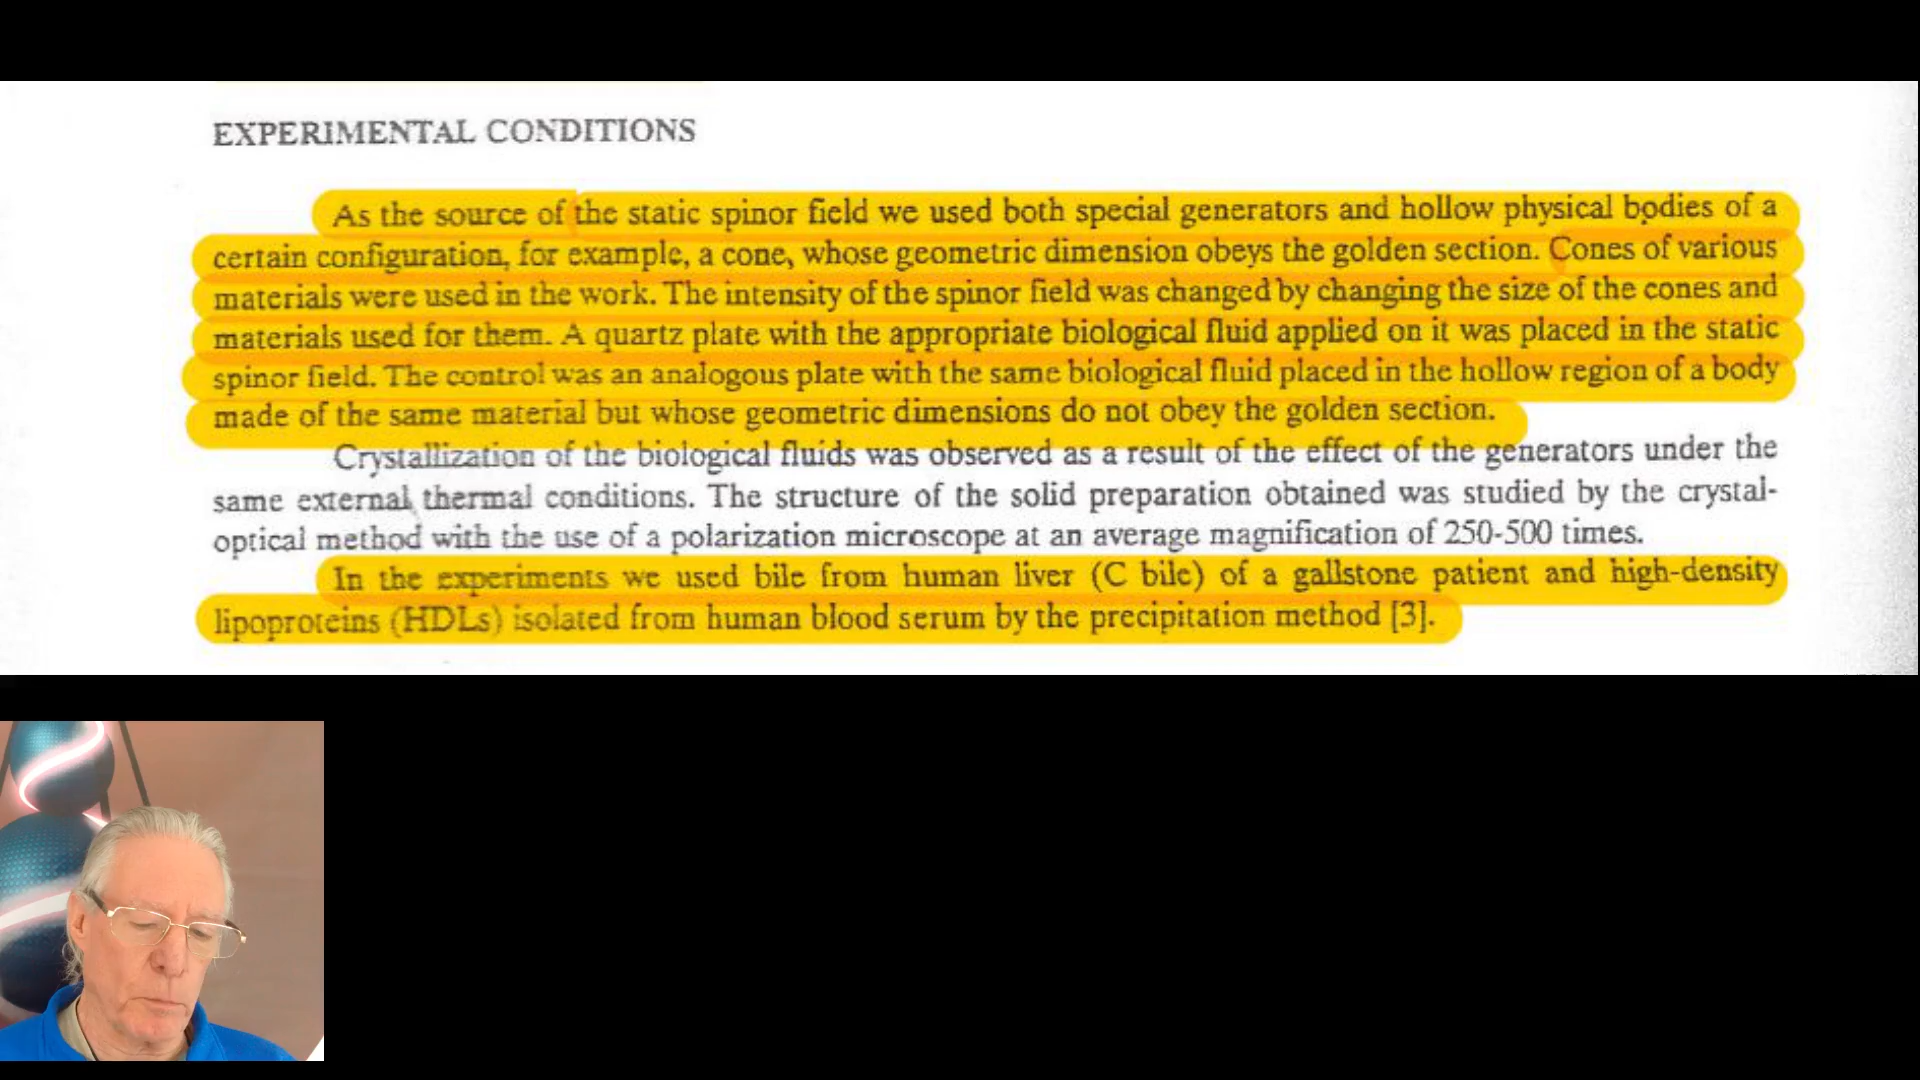 EXPERIMENTAL CONDITIONS
As the source of the static spinor field we used both special generators and hollow physical bodies of a
certain configuration, for example, a cone, whose geometric dimension obeys the golden section. Cones of various
materials were used in the work. The intensity of the spinor field was changed by changing the size of the cones and
materials used for them. A quartz plate with the appropriate biological fluid applied on it was placed in the static
spinor field. The control was an analogous plate with the same biological fluid placed in the hollow region of a body
made of the same material but whose geometric dimensions do not obey the golden section.
Crystallization of the biological fluids was observed as a result of the effect of the generators under the
same external thermal conditions. The structure of the solid preparation obtained was studied by the crystal-
optical method with the use of a polarization microscope at an average magnification of 250-500 times.
In the experiments we used bile from human liver (C bile) of a gallstone patient and high-density
lipoproteins (HDLs) isolated from human blood serum by the precipitation method [3].